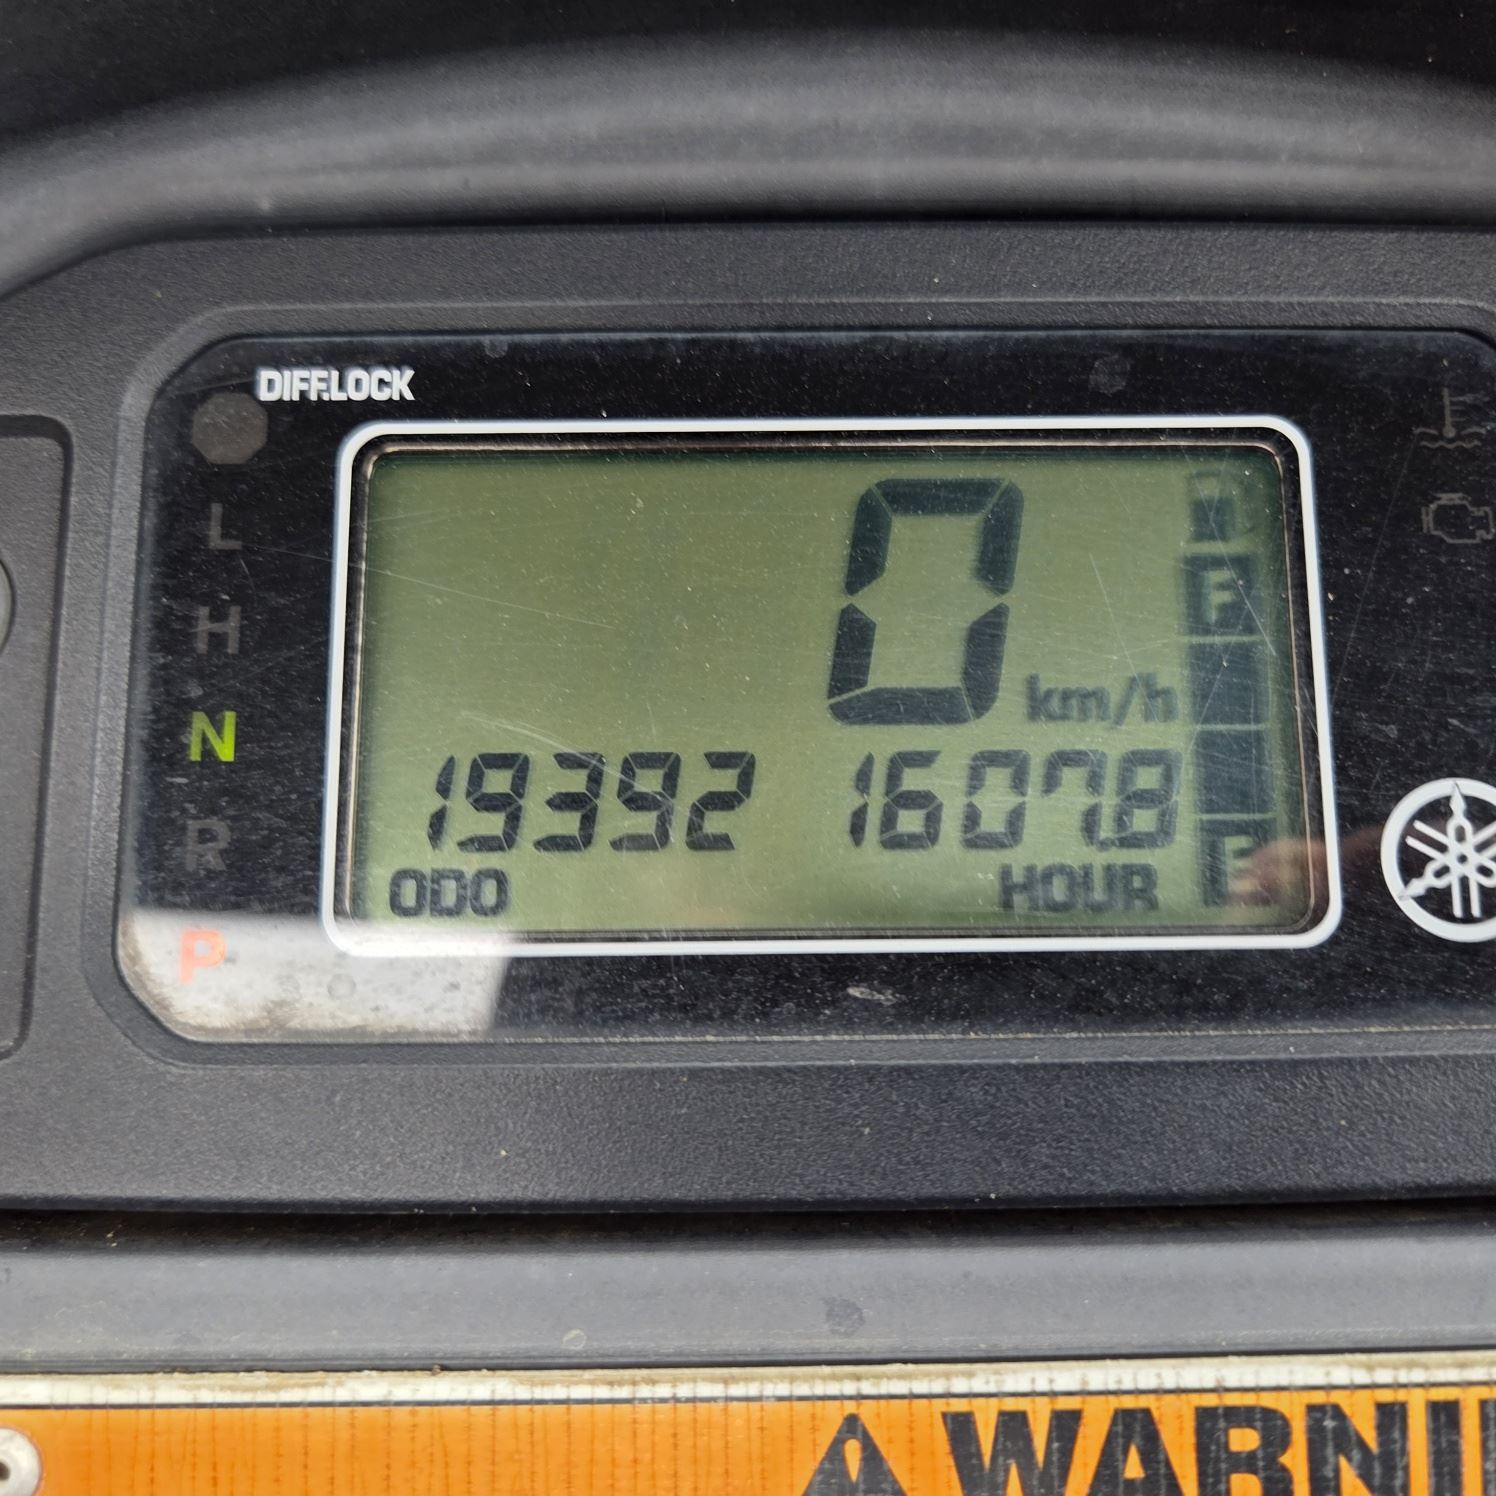 DIFF.LOCK
L
H
N
R
P
0 km/h
F
19392 1607.8
ODO HOUR
E
WARNI